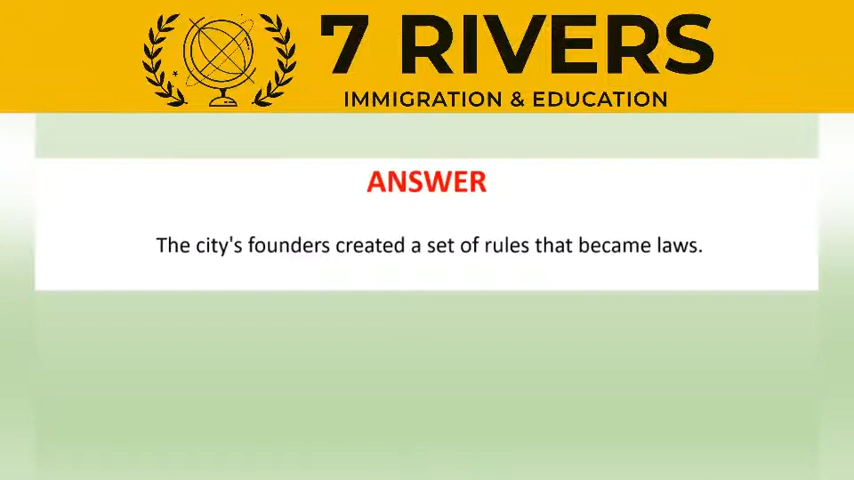 7 RIVERS
IMMIGRATION & EDUCATION
ANSWER
The city's founders created a set of rules that became laws.